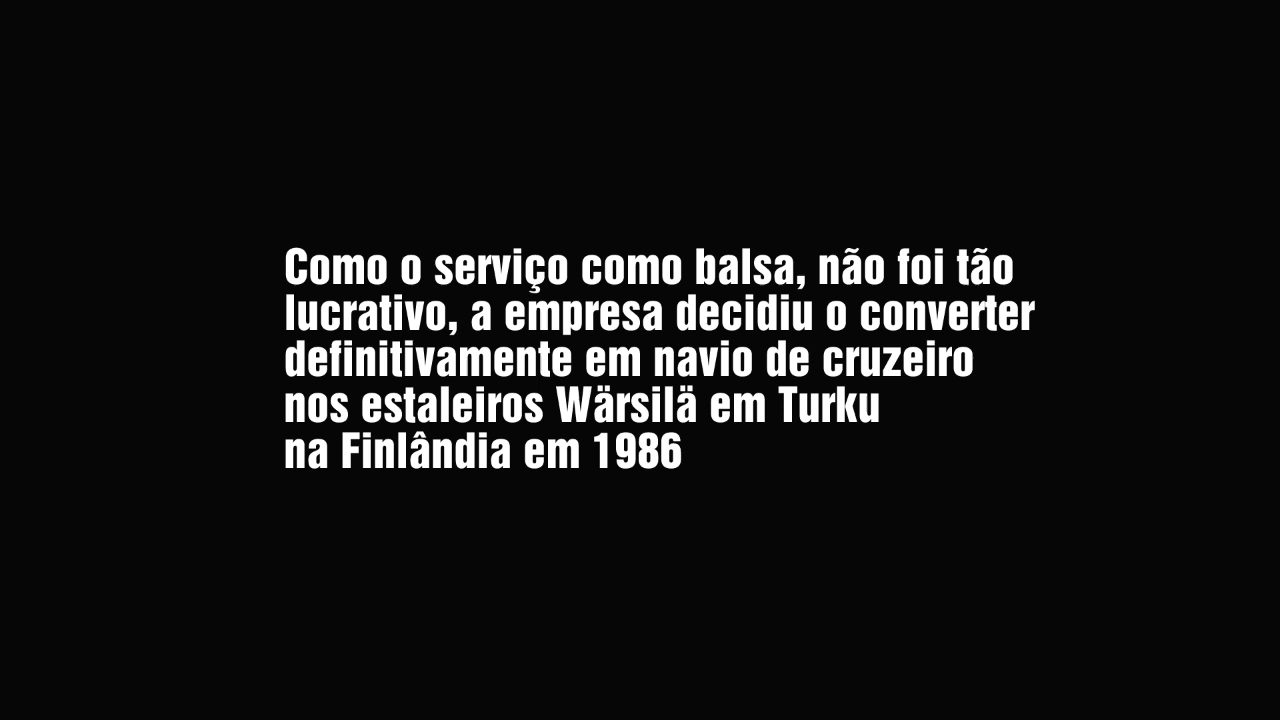 Como o serviço como balsa, não foi tão
lucrativo, a empresa decidiu o converter
definitivamente em navio de cruzeiro
nos estaleiros Wärsilä em Turku
na Finlândia em 1986